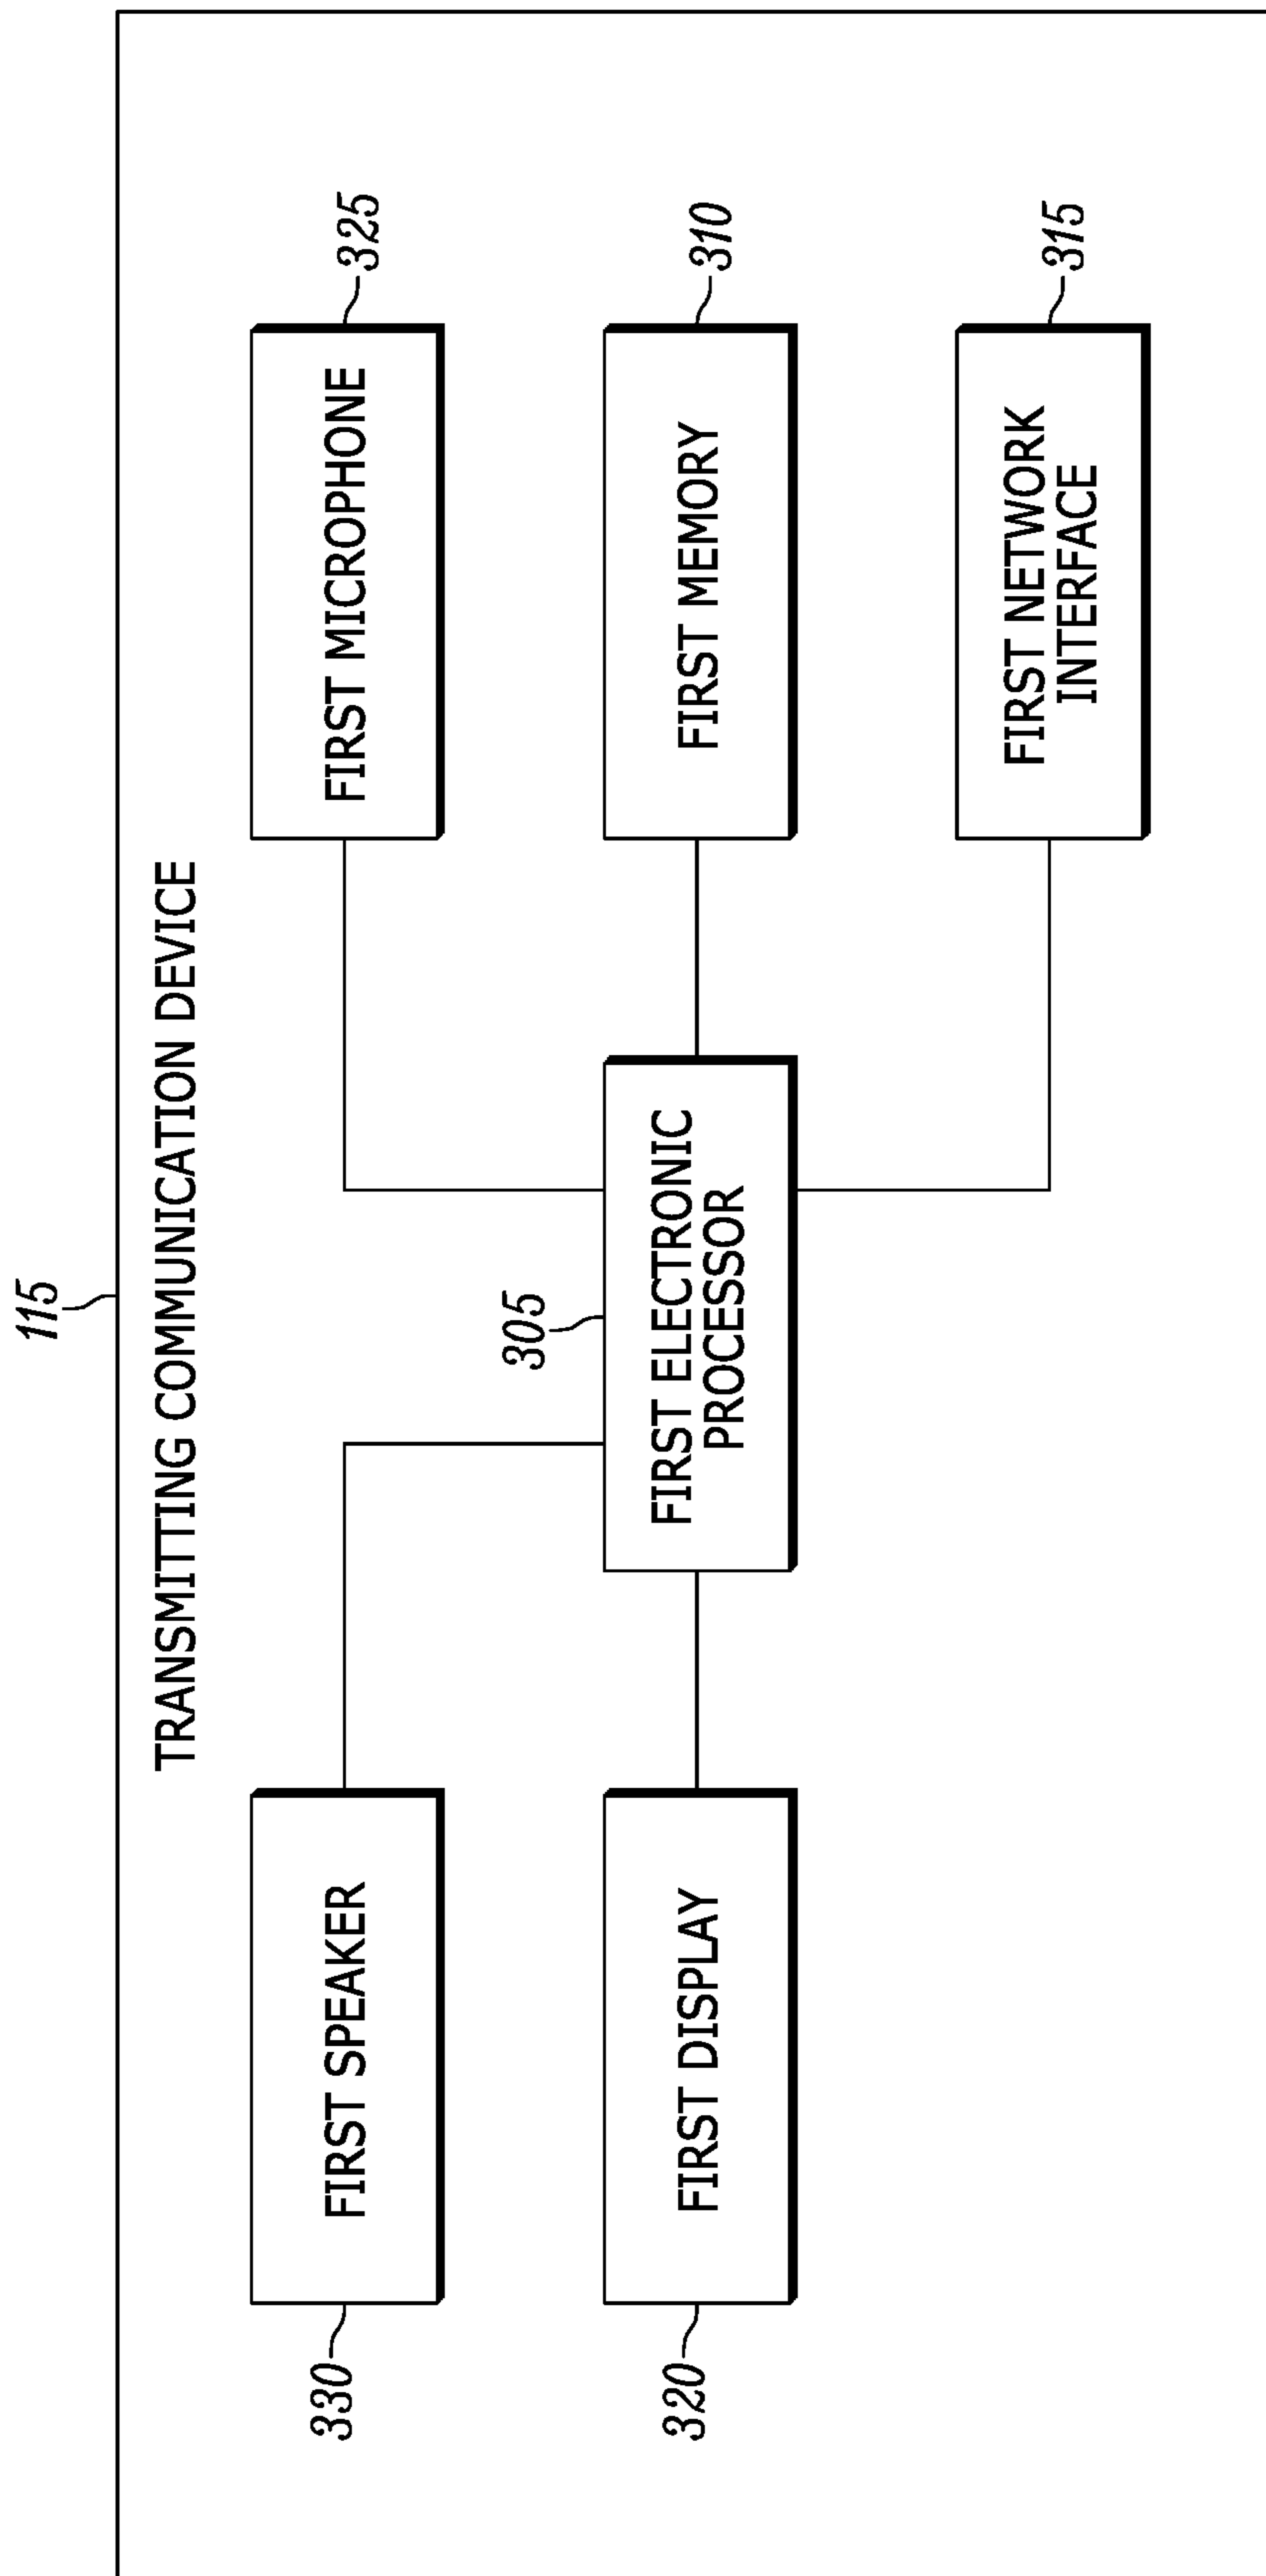 115
TRANSMITTING COMMUNICATION DEVICE
330
FIRST SPEAKER
FIRST MICROPHONE
325
305
320
FIRST DISPLAY
FIRST ELECTRONIC
PROCESSOR
FIRST MEMORY
310
FIRST NETWORK
INTERFACE
315